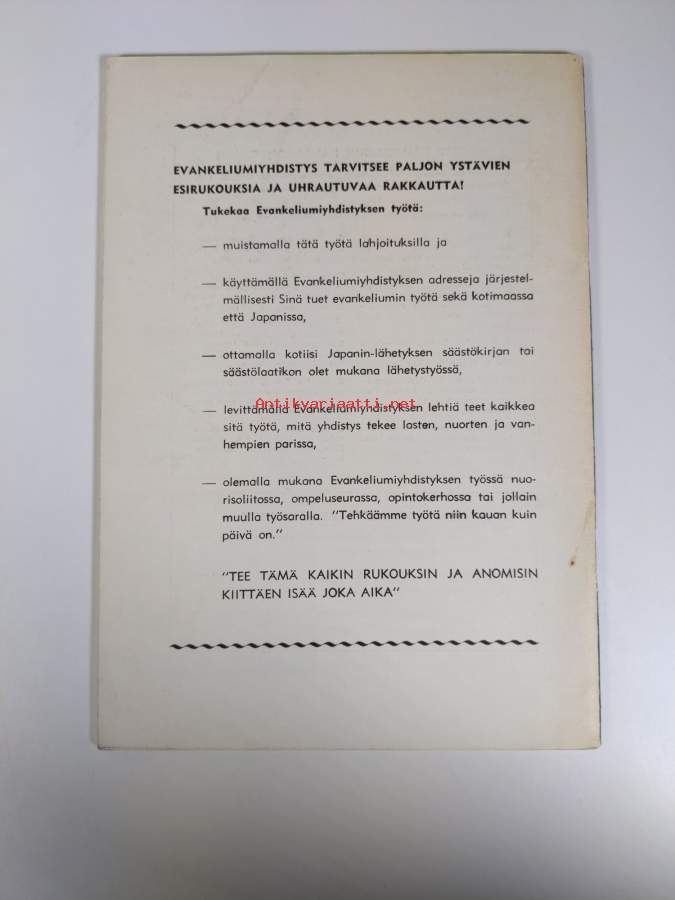 EVANKELIUMIYHDISTYS TARVITSEE PALJON YSTÄVIEN
ESIRUKOUKSIA JA UHRAUTUVAA RAKKAUTTA!
Tukekaa Evankeliumiyhdistyksen työtä:
— muistamalla tätä työtä lahjoituksilla ja
— käyttämällä Evankeliumiyhdistyksen adresseja järjestel-
mällisesti Sinä tuet evankeliumin työtä sekä kotimaassa
että Japanissa,
— ottamalla kotiisi Japanin-lähetyksen säästökirjan tai
säästölaatikon olet mukana lähetystyössä,
Antikvariaatti.net
— levittämällä Evankeliumiyhdistyksen lehtiä teet kaikkea
sitä työtä, mitä yhdistys tekee lasten, nuorten ja van-
hempien parissa,
— olemalla mukana Evankeliumiyhdistyksen työssä nuo-
risoliitossa, ompeluseurassa, opintokerhossa tai jollain
muulla työsaralla. "Tehkäämme työtä niin kauan kuin
päivä on."
"TEE TÄMÄ KAIKIN RUKOUKSIN JA ANOMISIN
KIITTÄEN ISÄÄ JOKA AIKA"